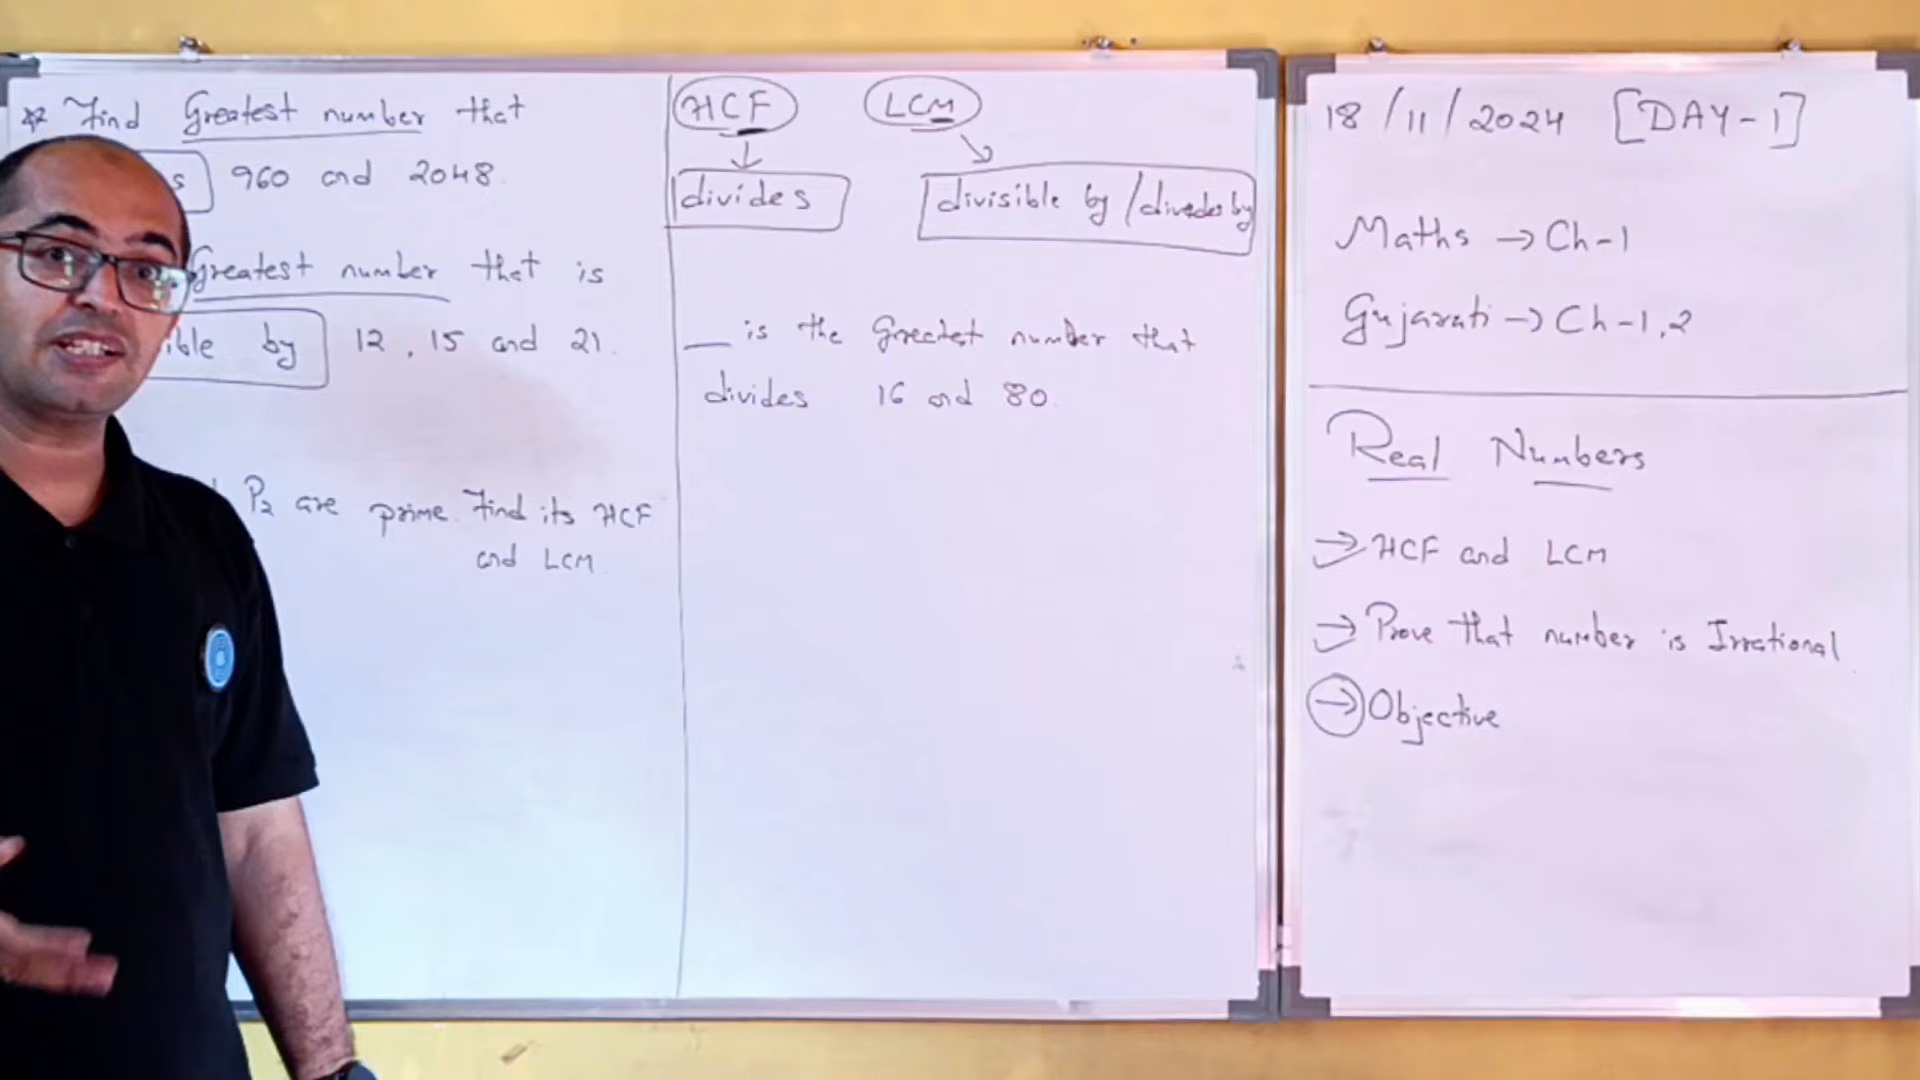 Find Greatest number that
960 and 2048.
Greatest number that is
ible by 12, 15 and 21.
P₂ are prime. Find its HCF
and LCM
HCF LCM
divides divisible by / divides by
__ is the Greatest number that
divides 16 and 80.
18/11/2024 [DAY-1]
Maths → Ch-1
Gujarati → Ch-1,2
Real Numbers
→ HCF and LCM
→ Prove that number is Irrational
→ Objective